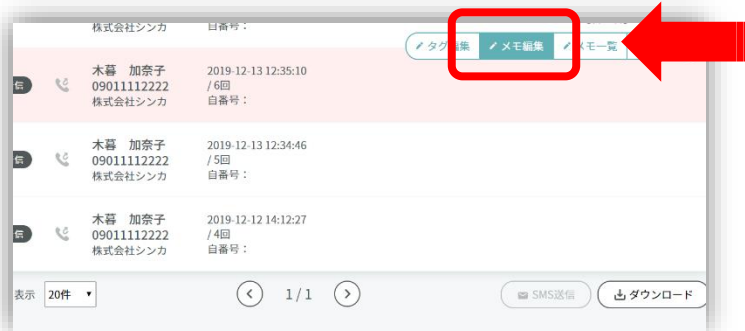 株式会社シンカ 自番号：
タグ編集 メモ編集 メモ一覧
木暮 加奈子 2019-12-13 12:35:10
信 09011112222 / 6回
株式会社シンカ 自番号：
木暮 加奈子 2019-12-13 12:34:46
信 09011112222 / 5回
株式会社シンカ 自番号：
木暮 加奈子 2019-12-12 14:12:27
信 09011112222 / 4回
株式会社シンカ 自番号：
表示 20件 1 / 1 SMS送信 ダウンロード